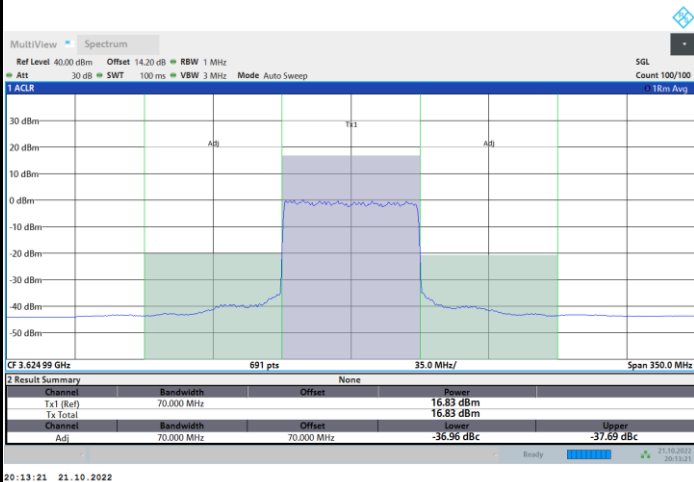 MultiView Spectrum
Ref Level 40.00 dBm Offset 14.20 dB RBW 1 MHz SGL
Att 30 dB SWT 100 ms VBW 3 MHz Mode Auto Sweep Count 100/100
1 ACLR 1Rm Avg
30 dBm
Tx1
20 dBm
Adj Adj
10 dBm
0 dBm
-10 dBm
-20 dBm
-30 dBm
-40 dBm
-50 dBm
CF 3.624 99 GHz 691 pts 35.0 MHz/ Span 350.0 MHz
2 Result Summary None
Channel Bandwidth Offset Power
Tx1 (Ref) 70.000 MHz 16.83 dBm
Tx Total 16.83 dBm
Channel Bandwidth Offset Lower Upper
Adj 70.000 MHz 70.000 MHz -36.96 dBc -37.69 dBc
Ready 21.10.2022
20:13:21
20:13:21 21.10.2022